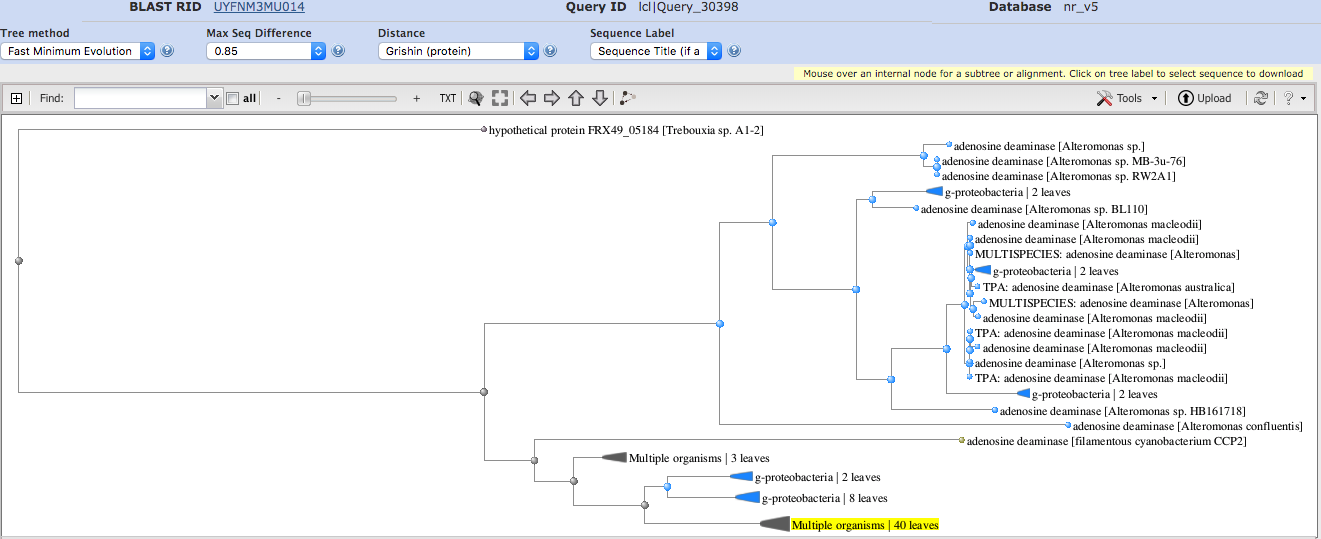 BLAST RID UYFNM3MU014 Query ID lcl|Query_30398 Database nr_v5
Tree method Max Seq Difference Distance Sequence Label
Fast Minimum Evolution 0.85 Grishin (protein) Sequence Title (if a
Mouse over an internal node for a subtree or alignment. Click on tree label to select sequence to download
Find: all - + TXT Tools Upload ?
hypothetical protein FRX49_05184 [Trebouxia sp. A1-2]
adenosine deaminase [Alteromonas sp.]
adenosine deaminase [Alteromonas sp. MB-3u-76]
adenosine deaminase [Alteromonas sp. RW2A1]
g-proteobacteria | 2 leaves
adenosine deaminase [Alteromonas sp. BL110]
adenosine deaminase [Alteromonas macleodii]
adenosine deaminase [Alteromonas macleodii]
MULTISPECIES: adenosine deaminase [Alteromonas]
g-proteobacteria | 2 leaves
TPA: adenosine deaminase [Alteromonas australica]
MULTISPECIES: adenosine deaminase [Alteromonas]
adenosine deaminase [Alteromonas macleodii]
TPA: adenosine deaminase [Alteromonas macleodii]
adenosine deaminase [Alteromonas macleodii]
adenosine deaminase [Alteromonas sp.]
TPA: adenosine deaminase [Alteromonas macleodii]
g-proteobacteria | 2 leaves
adenosine deaminase [Alteromonas sp. HB161718]
adenosine deaminase [Alteromonas confluentis]
adenosine deaminase [filamentous cyanobacterium CCP2]
Multiple organisms | 3 leaves
g-proteobacteria | 2 leaves
g-proteobacteria | 8 leaves
Multiple organisms | 40 leaves